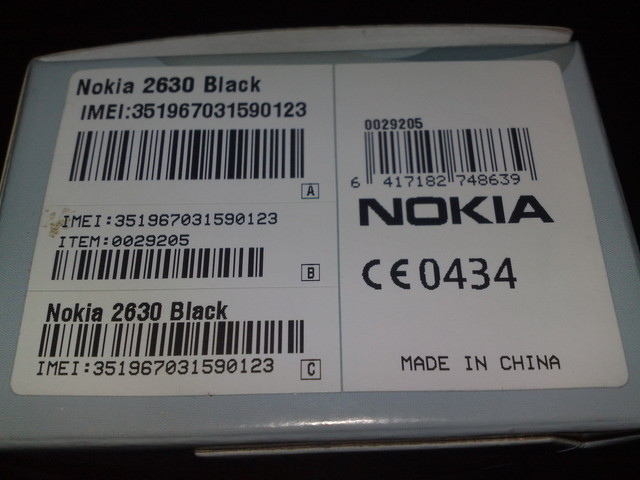 Nokia 2630 Black
IMEI:351967031590123
A
IMEI:351967031590123
ITEM:0029205
B
Nokia 2630 Black
IMEI:351967031590123
C
0029205
6 417182 748639
NOKIA
CE0434
MADE IN CHINA